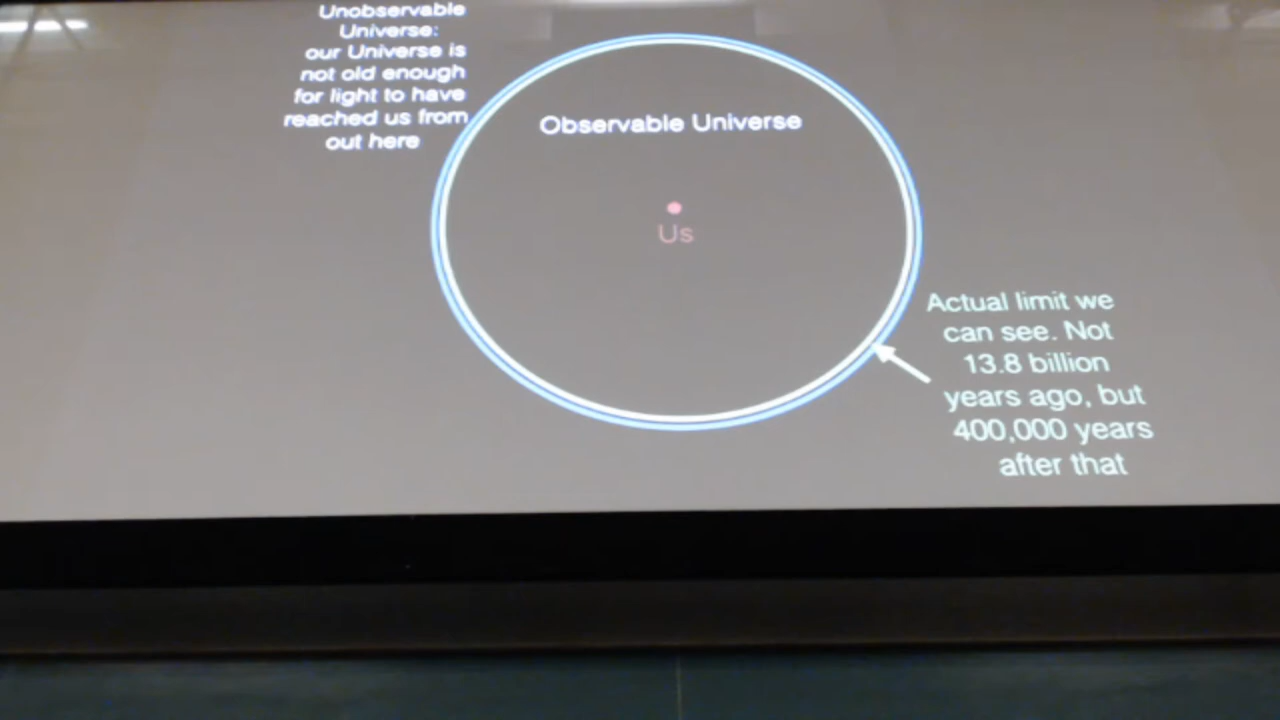 Unobservable
Universe:
our Universe is
not old enough
for light to have
reached us from
out here
Observable Universe
Us
Actual limit we
can see. Not
13.8 billion
years ago, but
400,000 years
after that